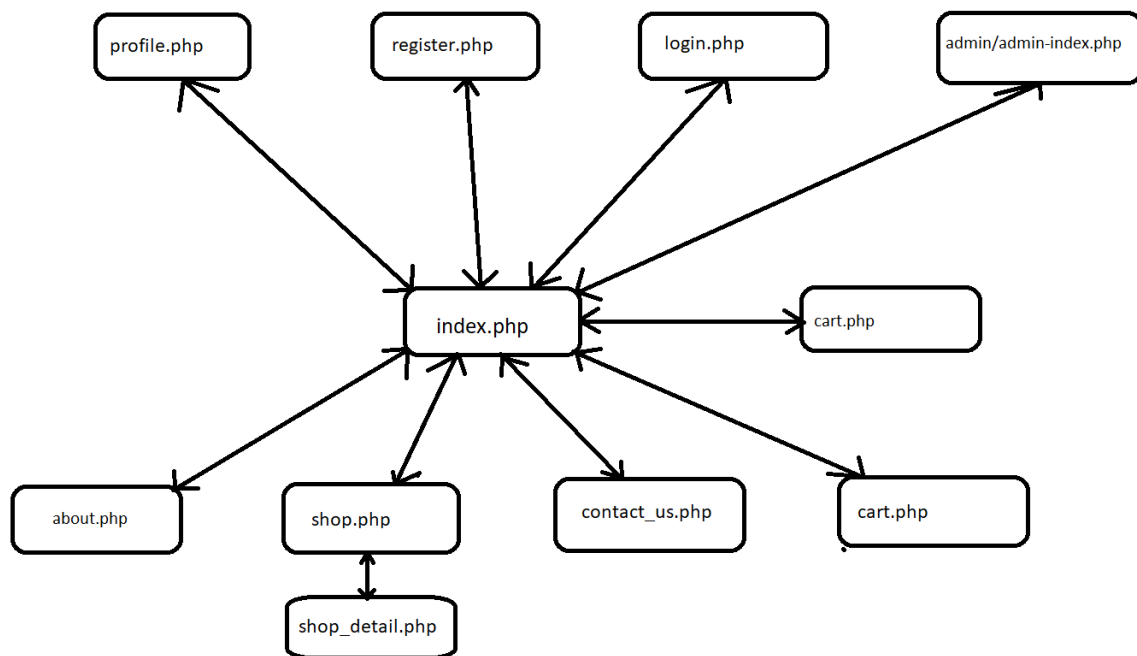 profile.php
register.php
login.php
admin/admin-index.php
index.php
cart.php
about.php
shop.php
contact_us.php
cart.php
shop_detail.php